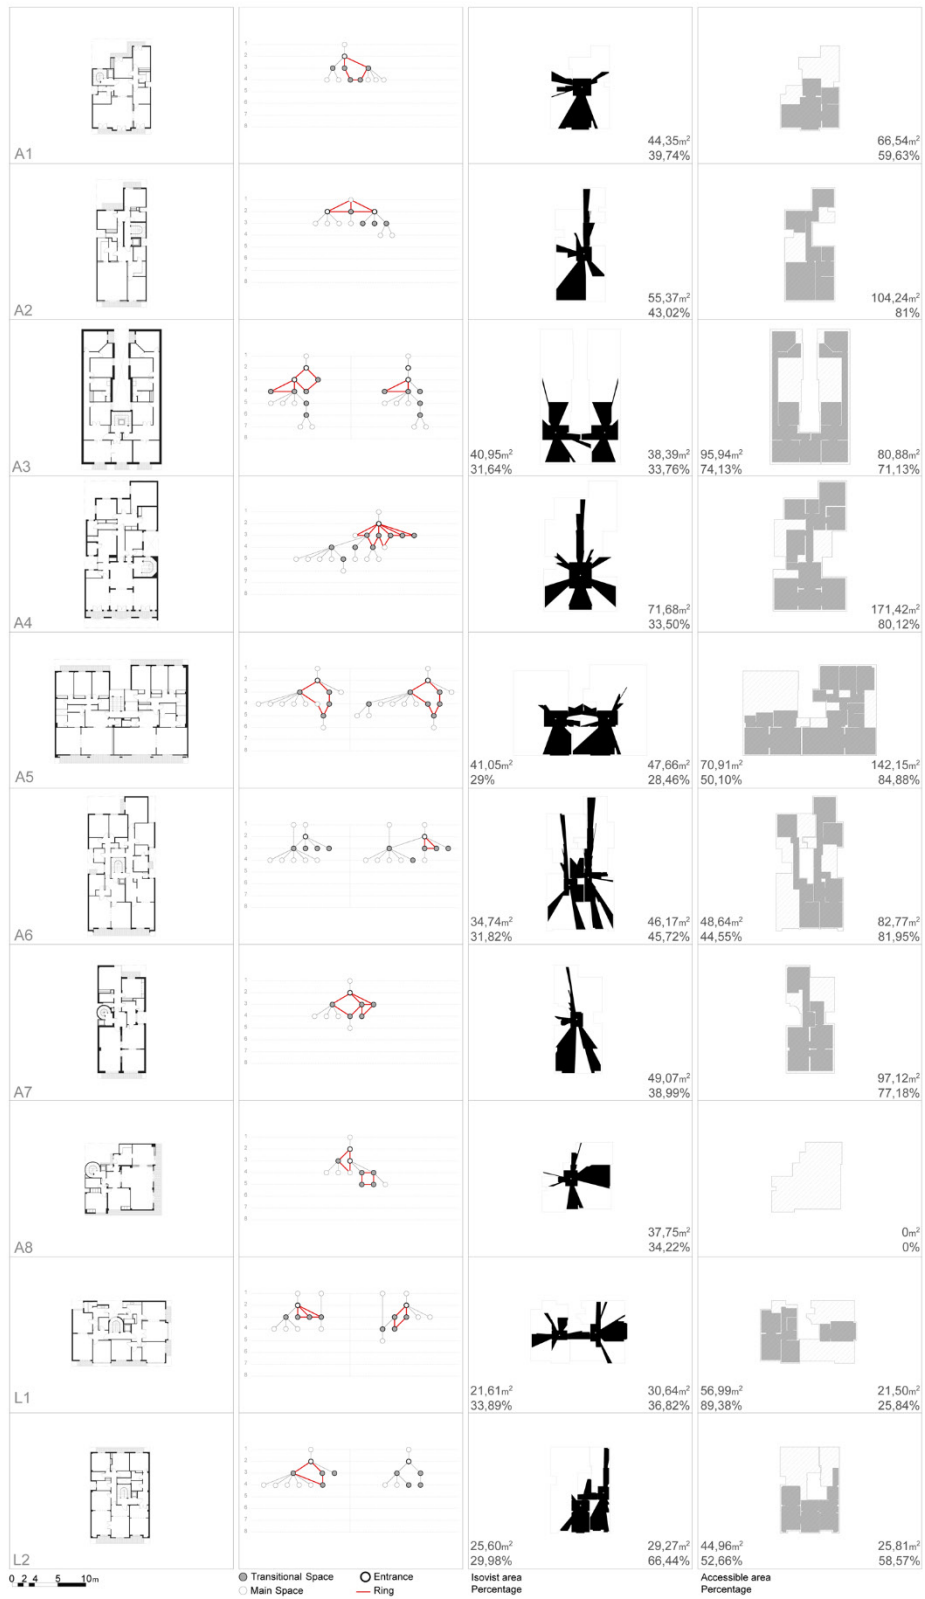 44,35m²
66,54m²
A1
39,74%
59,63%
55,37m²
104,24m²
A2
43,02%
81%
40,95m²
38,39m²
95,94m²
80,88m²
A3
31,64%
33,76%
74,13%
71,13%
71,68m²
171,42m²
A4
33,50%
80,12%
41,05m²
47,66m²
70,91m²
142,15m²
A5
29%
28,46%
50,10%
84,88%
34,74m²
46,17m²
48,64m²
82,77m²
A6
31.82%
45,72%
44,55%
81,95%
49,07m²
97,12m²
A7
38,99%
77,18%
37,75m²
0m²
A8
34,22%
0%
21,61m²
30,64m²
56,99m²
21,50m²
L1
33,89%
36,82%
89,38%
25,84%
25,60m²
29,27m²
44,96m²
25,81m²
L2
29,98%
66,44%
52,66%
58,57%
0 2 4 5 10m
Transitional Space
Entrance
Isovist area
Accessible area
Main Space
Ring
Percentage
Percentage